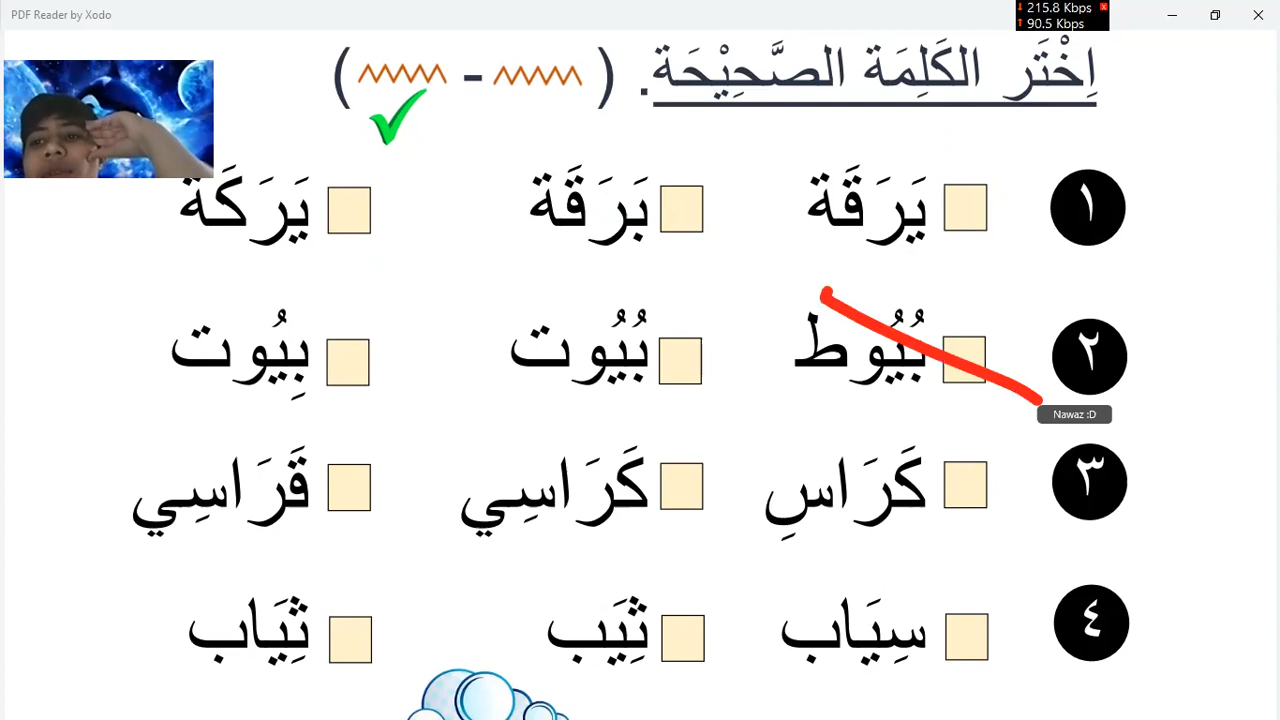 PDF Reader by Xodo
215.8 Kbps
90.5 Kbps
اِخْتَر الكَلِمَة الصَّحِيْحَة. ( - )
١ يَرَقَة بَرَقَة يَرَكَة
٢ بُيُوط بُيُوت بِيُوت
٣ كَرَاسِ كَرَاسِي قَرَاسِي
٤ سِيَاب ثِيَب ثِيَاب
Nawaz :D